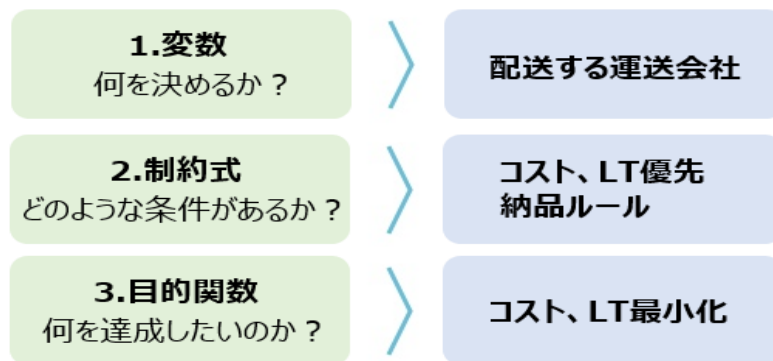 1.変数
何を決めるか？
配送する運送会社
2.制約式
どのような条件があるか？
コスト、LT優先
納品ルール
3.目的関数
何を達成したいのか？
コスト、LT最小化